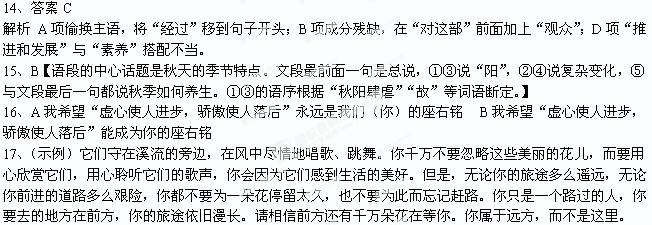 14、答案 C
解析 A 项偷换主语，将“经过”移到句子开头；B 项成分残缺，在“对这部”前面加上“观众”；D 项“推
进和发展”与“素养”搭配不当。
15、B【语段的中心话题是秋天的季节特点。文段最前面一句是总说，①③说“阳”，②④说复杂变化，⑤
与文段最后一句都说秋季如何养生。①③的语序根据“秋阳肆虐”“故”等词语断定。】
16、A 我希望“虚心使人进步，骄傲使人落后”永远是我们（你）的座右铭 B 我希望“虚心使人进步，
骄傲使人落后”能成为你的座右铭
17、（示例）它们守在溪流的旁边，在风中尽情地唱歌、跳舞。你千万不要忽略这些美丽的花儿，而要用
心欣赏它们，用心聆听它们的歌声，你会因为它们感到生活的美好。但是，无论你的旅途多么遥远，无论
你前进的道路多么艰险，你都不要为一朵花停留太久，也不要为此而忘记赶路。你只是一个路过的人，你
要去的地方在前方，你的旅途依旧漫长。请相信前方还有千万朵花在等你。你属于远方，而不是这里。